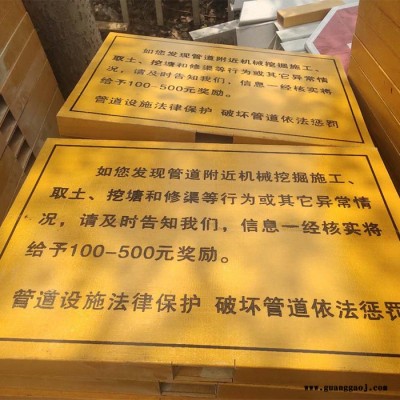 如您发现管道附近机械挖掘施工、
取土、挖塘和修渠等行为或其它异常情
况，请及时告知我们，信息一经核实将
给予100-500元奖励。
管道设施法律保护 破坏管道依法惩罚
如您发现管道附近机械挖掘施工、
取土、挖塘和修渠等行为或其它异常情
况，请及时告知我们，信息一经核实将
给予100-500元奖励。
管道设施法律保护 破坏管道依法惩罚
www.guanggaoj.com